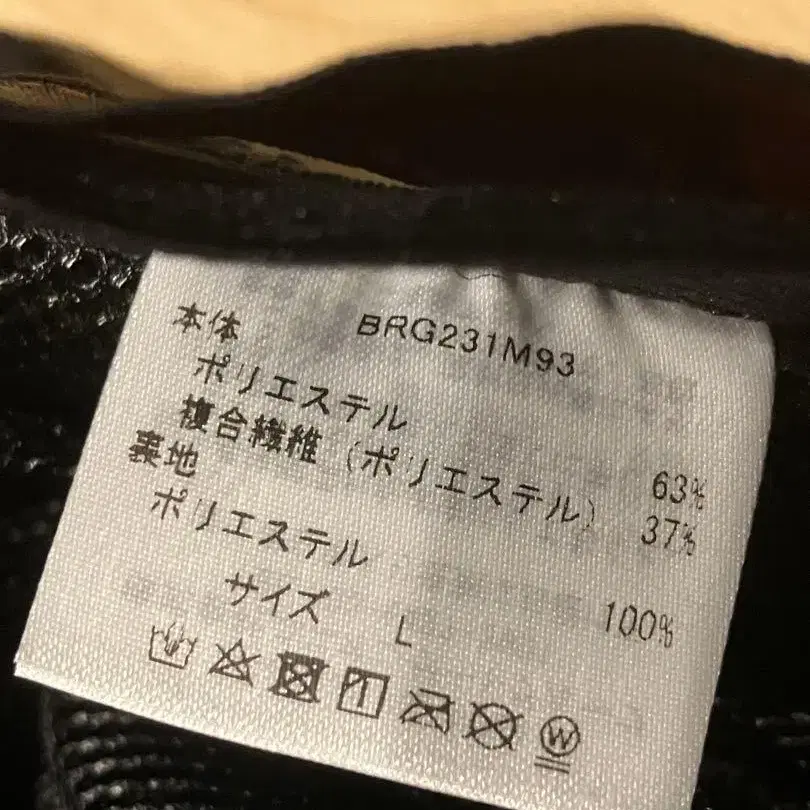 本体 BRG231M93
ポリエステル 63%
複合繊維（ポリエステル） 37%
裏地
ポリエステル 100%
サイズ L
W